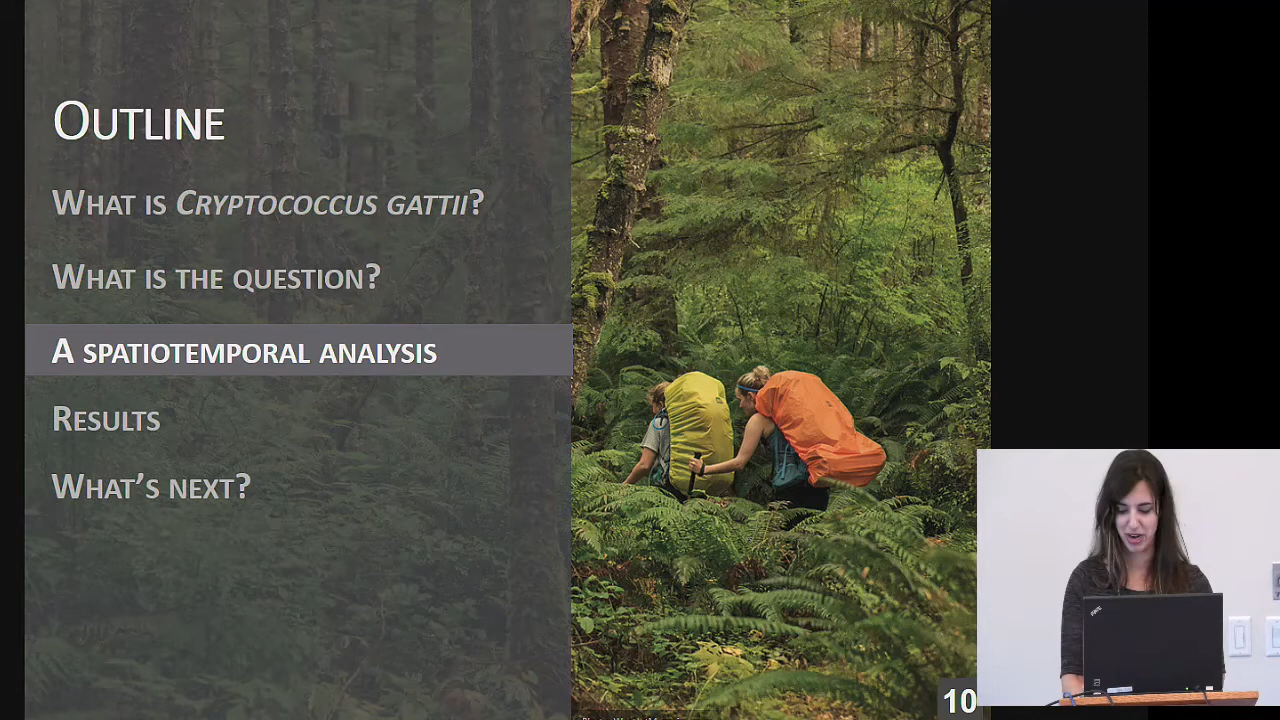 OUTLINE
WHAT IS CRYPTOCOCCUS GATTII?
WHAT IS THE QUESTION?
A SPATIOTEMPORAL ANALYSIS
RESULTS
WHAT'S NEXT?
10